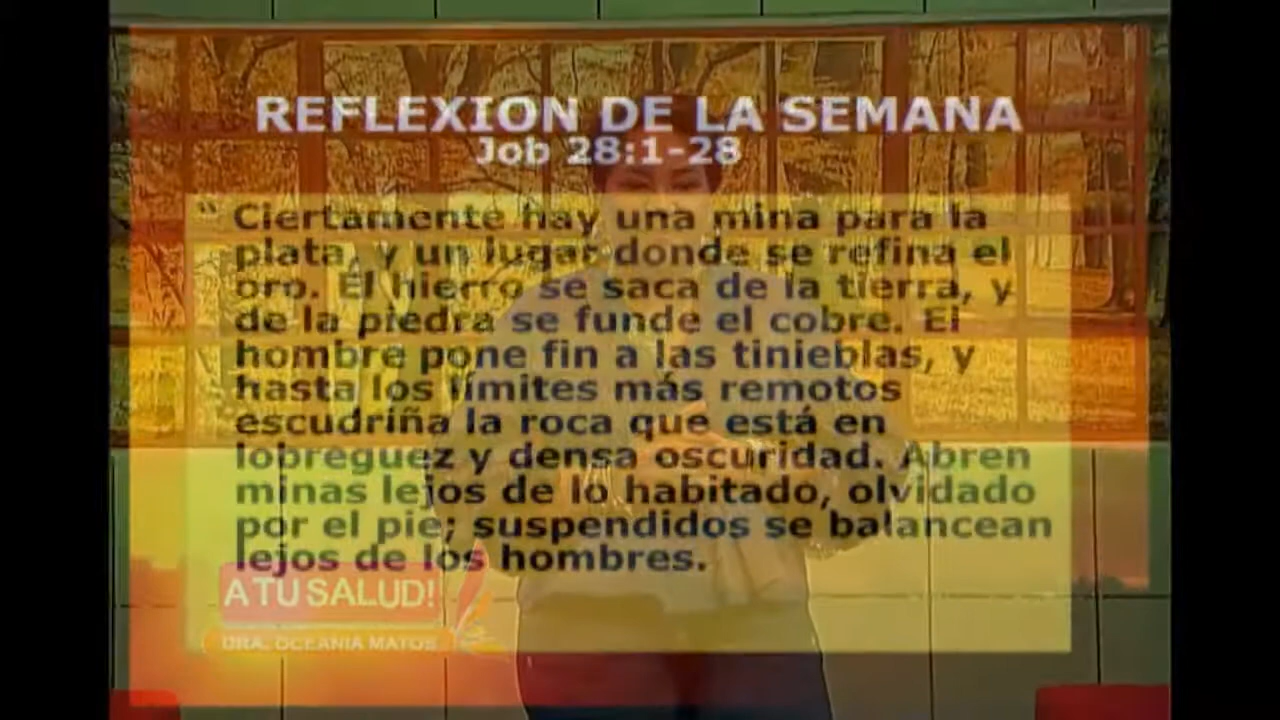 REFLEXION DE LA SEMANA
Job 28:1-28
“ Ciertamente hay una mina para la
plata, y un lugar donde se refina el
oro. El hierro se saca de la tierra, y
de la piedra se funde el cobre. El
hombre pone fin a las tinieblas, y
hasta los límites más remotos
escudriña la roca que está en
lobreguez y densa oscuridad. Abren
minas lejos de lo habitado, olvidado
por el pie; suspendidos se balancean
lejos de los hombres.
A TU SALUD!
DRA. OCEANIA MATOS